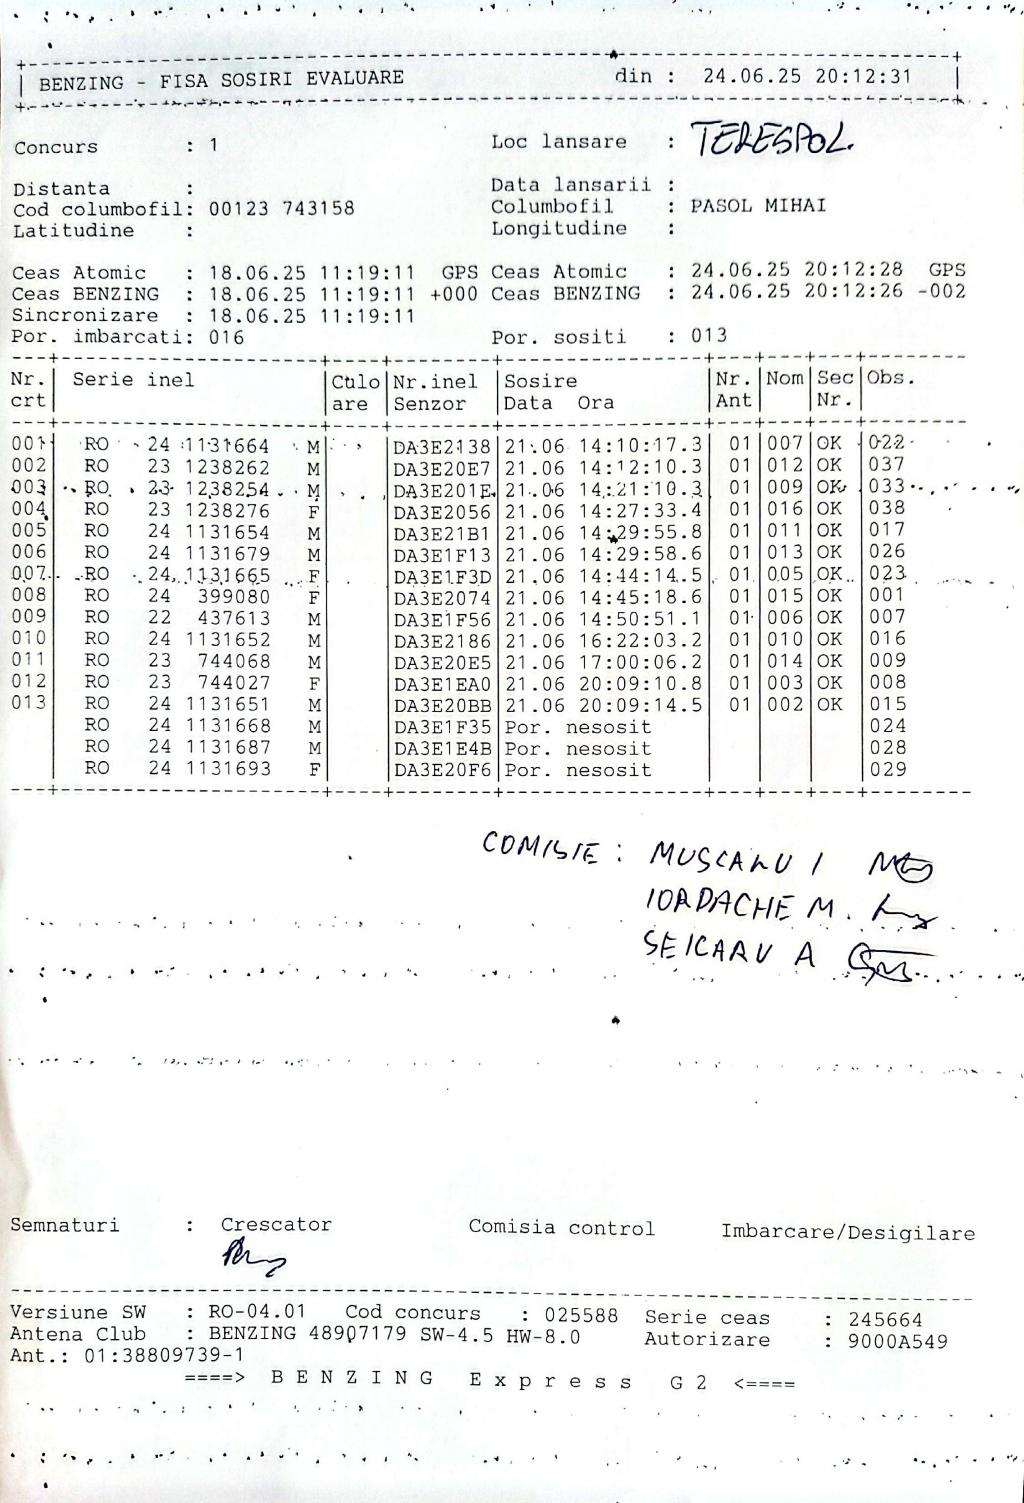 BENZING - FISA SOSIRI EVALUARE din : 24.06.25 20:12:31
Concurs : 1 Loc lansare : TERESPOL.
Distanta : Data lansarii :
Cod columbofil: 00123 743158 Columbofil : PASOL MIHAI
Latitudine : Longitudine :
Ceas Atomic : 18.06.25 11:19:11 GPS Ceas Atomic : 24.06.25 20:12:28 GPS
Ceas BENZING : 18.06.25 11:19:11 +000 Ceas BENZING : 24.06.25 20:12:26 -002
Sincronizare : 18.06.25 11:19:11
Por. imbarcati: 016 Por. sositi : 013
Nr. Serie inel Culo Nr.inel Sosire Nr. Nom Sec Obs.
crt are Senzor Data Ora Ant Nr.
001 RO 24 1131664 M DA3E2138 21.06 14:10:17.3 01 007 OK 022
002 RO 23 1238262 M DA3E20E7 21.06 14:12:10.3 01 012 OK 037
003 RO 23 1238254 M DA3E201E 21.06 14:21:10.3 01 009 OK 033
004 RO 23 1238276 F DA3E2056 21.06 14:27:33.4 01 016 OK 038
005 RO 24 1131654 M DA3E21B1 21.06 14:29:55.8 01 011 OK 017
006 RO 24 1131679 M DA3E1F13 21.06 14:29:58.6 01 013 OK 026
007 RO 24 1131665 F DA3E1F3D 21.06 14:44:14.5 01 005 OK 023
008 RO 24 399080 F DA3E2074 21.06 14:45:18.6 01 015 OK 001
009 RO 22 437613 M DA3E1F56 21.06 14:50:51.1 01 006 OK 007
010 RO 24 1131652 M DA3E2186 21.06 16:22:03.2 01 010 OK 016
011 RO 23 744068 M DA3E20E5 21.06 17:00:06.2 01 014 OK 009
012 RO 23 744027 F DA3E1EA0 21.06 20:09:10.8 01 003 OK 008
013 RO 24 1131651 M DA3E20BB 21.06 20:09:14.5 01 002 OK 015
RO 24 1131668 M DA3E1F35 Por. nesosit 024
RO 24 1131687 M DA3E1E4B Por. nesosit 028
RO 24 1131693 F DA3E20F6 Por. nesosit 029
COMISIE : MUSCALU I
IORDACHE M.
SEICARU A
Semnaturi : Crescator Comisia control Imbarcare/Desigilare
Versiune SW : RO-04.01 Cod concurs : 025588 Serie ceas : 245664
Antena Club : BENZING 48907179 SW-4.5 HW-8.0 Autorizare : 9000A549
Ant.: 01:38809739-1
====> B E N Z I N G E x p r e s s G 2 <====